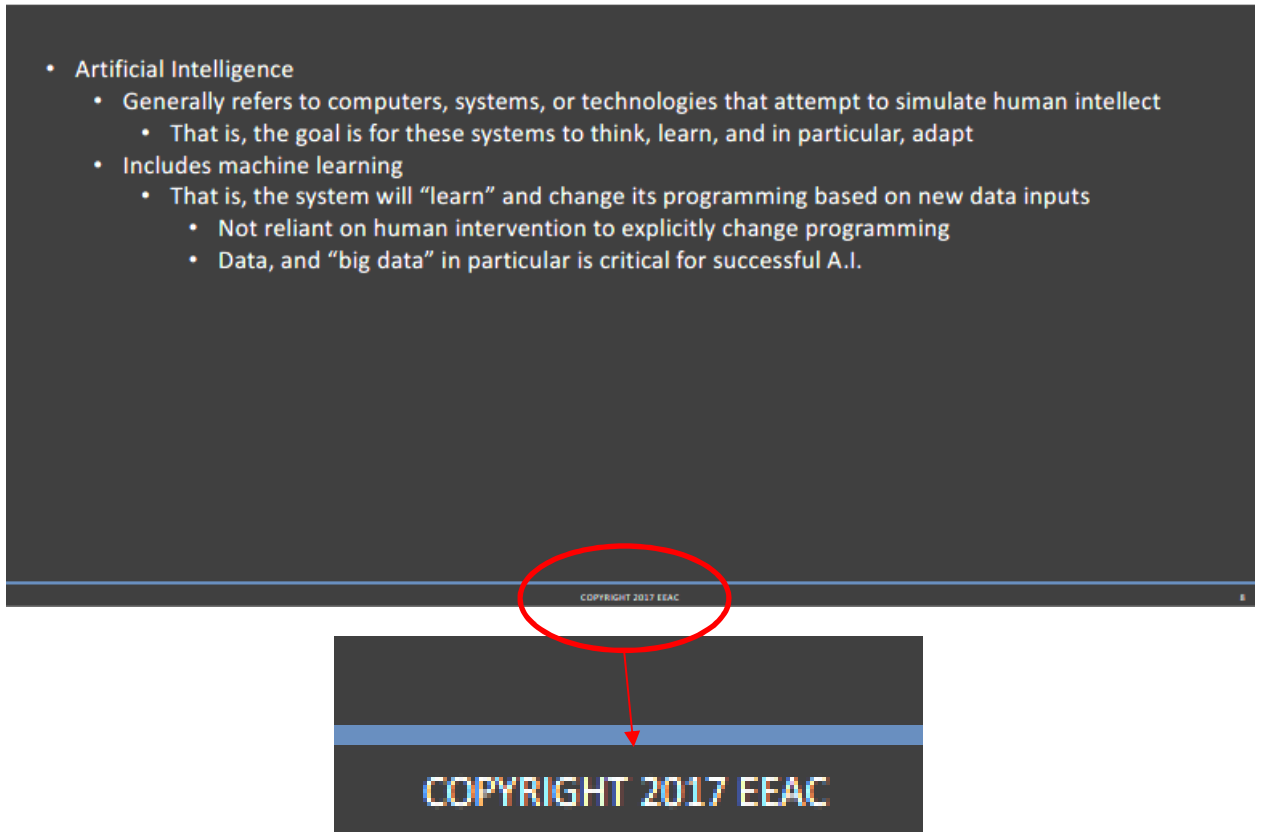 • Artificial Intelligence
• Generally refers to computers, systems, or technologies that attempt to simulate human intellect
• That is, the goal is for these systems to think, learn, and in particular, adapt
• Includes machine learning
• That is, the system will “learn” and change its programming based on new data inputs
• Not reliant on human intervention to explicitly change programming
• Data, and “big data” in particular is critical for successful A.I.
COPYRIGHT 2017 EEAC
8
COPYRIGHT 2017 EEAC